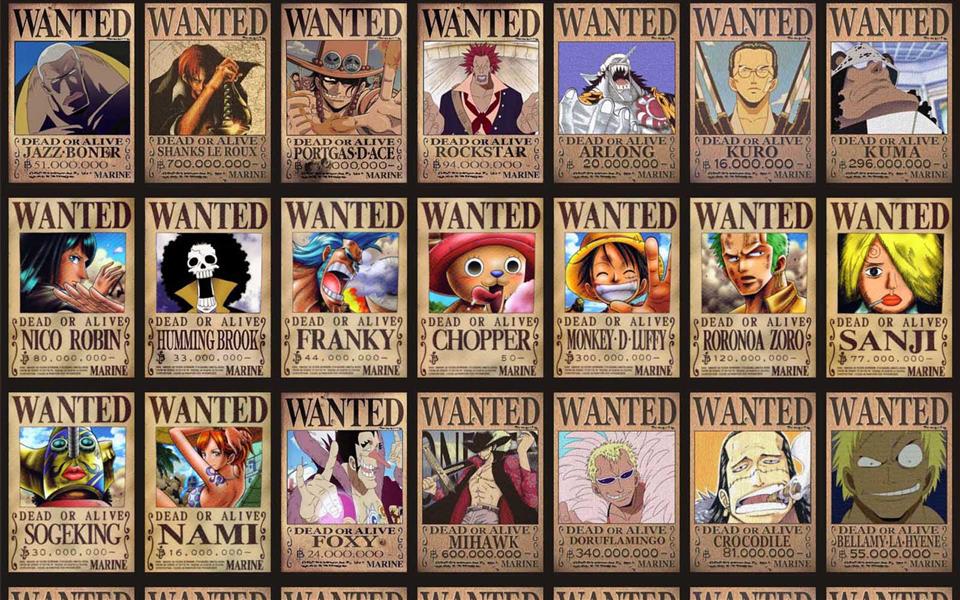 WANTED
DEAD OR ALIVE
JAZZ·BONER
฿51.000.000-
MARINE
WANTED
DEAD OR ALIVE
SHANKS LE ROUX
฿700.000.000-
MARINE
WANTED
DEAD OR ALIVE
PORTGAS·D·ACE
MARINE
WANTED
DEAD OR ALIVE
ROCKSTAR
฿94.000.000-
MARINE
WANTED
DEAD OR ALIVE
ARLONG
฿20.000.000-
MARINE
WANTED
DEAD OR ALIVE
KURO
฿16.000.000-
MARINE
WANTED
DEAD OR ALIVE
KUMA
฿296.000.000-
MARINE
WANTED
DEAD OR ALIVE
NICO ROBIN
฿80.000.000-
MARINE
WANTED
DEAD OR ALIVE
HUMMING BROOK
฿33.000.000-
MARINE
WANTED
DEAD OR ALIVE
FRANKY
฿44.000.000-
MARINE
WANTED
DEAD OR ALIVE
CHOPPER
฿50-
MARINE
WANTED
DEAD OR ALIVE
MONKEY·D·LUFFY
฿300.000.000-
MARINE
WANTED
DEAD OR ALIVE
RORONOA ZORO
฿120.000.000-
MARINE
WANTED
DEAD OR ALIVE
SANJI
฿77.000.000-
MARINE
WANTED
DEAD OR ALIVE
SOGEKING
฿30.000.000-
MARINE
WANTED
DEAD OR ALIVE
NAMI
฿16.000.000-
MARINE
WANTED
DEAD OR ALIVE
FOXY
฿24.000.000-
MARINE
WANTED
DEAD OR ALIVE
MIHAWK
฿600.000.000-
MARINE
WANTED
DEAD OR ALIVE
DORUFLAMINGO
฿340.000.000-
MARINE
WANTED
DEAD OR ALIVE
CROCODILE
฿81.000.000-
MARINE
WANTED
DEAD OR ALIVE
BELLAMY·LA·HYENE
฿55.000.000-
MARINE